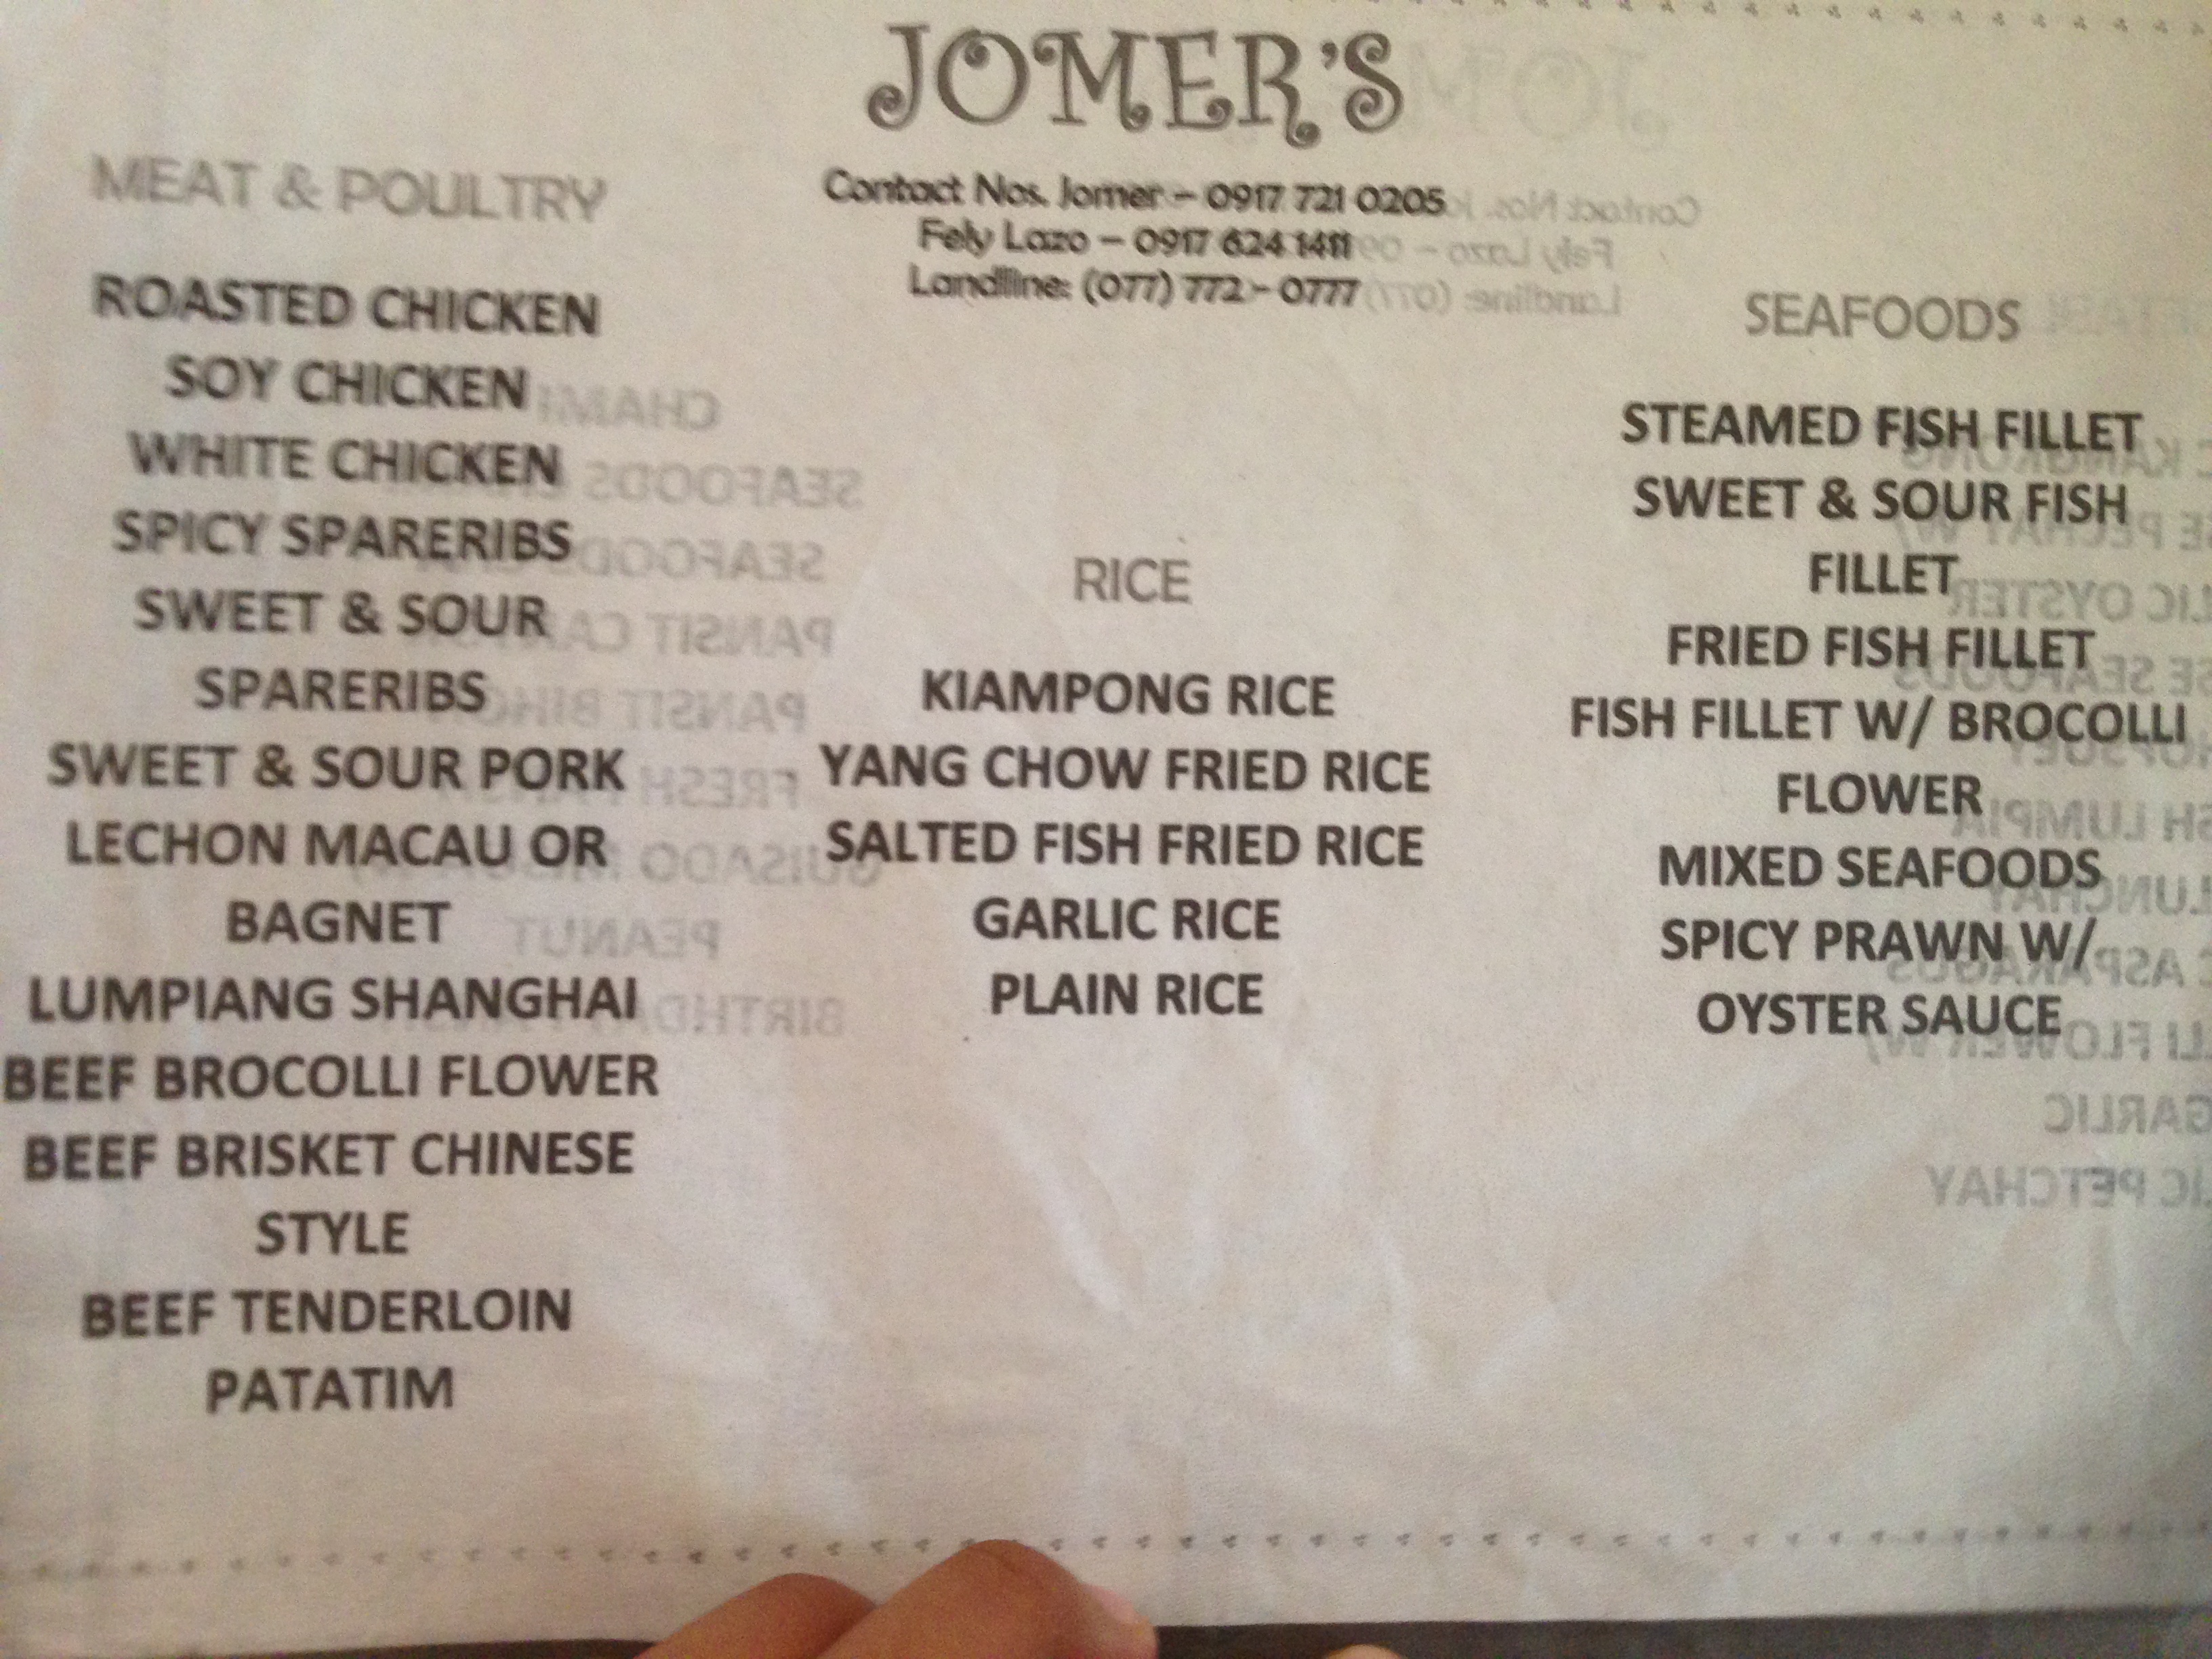 JOMER'S
Contact Nos. Jomer – 0917 721 0205
Fely Lazo – 0917 624 1411
Landline: (077) 772 - 0777
MEAT & POULTRY
ROASTED CHICKEN
SOY CHICKEN
WHITE CHICKEN
SPICY SPARERIBS
SWEET & SOUR
SPARERIBS
SWEET & SOUR PORK
LECHON MACAU OR
BAGNET
LUMPIANG SHANGHAI
BEEF BROCOLLI FLOWER
BEEF BRISKET CHINESE
STYLE
BEEF TENDERLOIN
PATATIM
RICE
KIAMPONG RICE
YANG CHOW FRIED RICE
SALTED FISH FRIED RICE
GARLIC RICE
PLAIN RICE
SEAFOODS
STEAMED FISH FILLET
SWEET & SOUR FISH
FILLET
FRIED FISH FILLET
FISH FILLET W/ BROCOLLI
FLOWER
MIXED SEAFOODS
SPICY PRAWN W/
OYSTER SAUCE